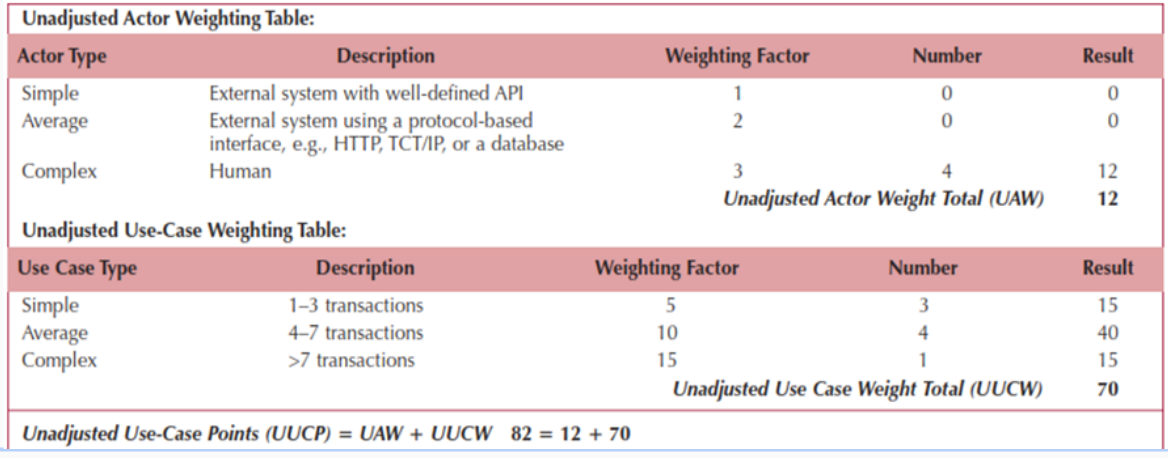 Unadjusted Actor Weighting Table:
Actor Type Description Weighting Factor Number Result
Simple External system with well-defined API 1 0 0
Average External system using a protocol-based 2 0 0
interface, e.g., HTTP, TCT/IP, or a database
Complex Human 3 4 12
Unadjusted Actor Weight Total (UAW) 12
Unadjusted Use-Case Weighting Table:
Use Case Type Description Weighting Factor Number Result
Simple 1–3 transactions 5 3 15
Average 4–7 transactions 10 4 40
Complex >7 transactions 15 1 15
Unadjusted Use Case Weight Total (UUCW) 70
Unadjusted Use-Case Points (UUCP) = UAW + UUCW 82 = 12 + 70